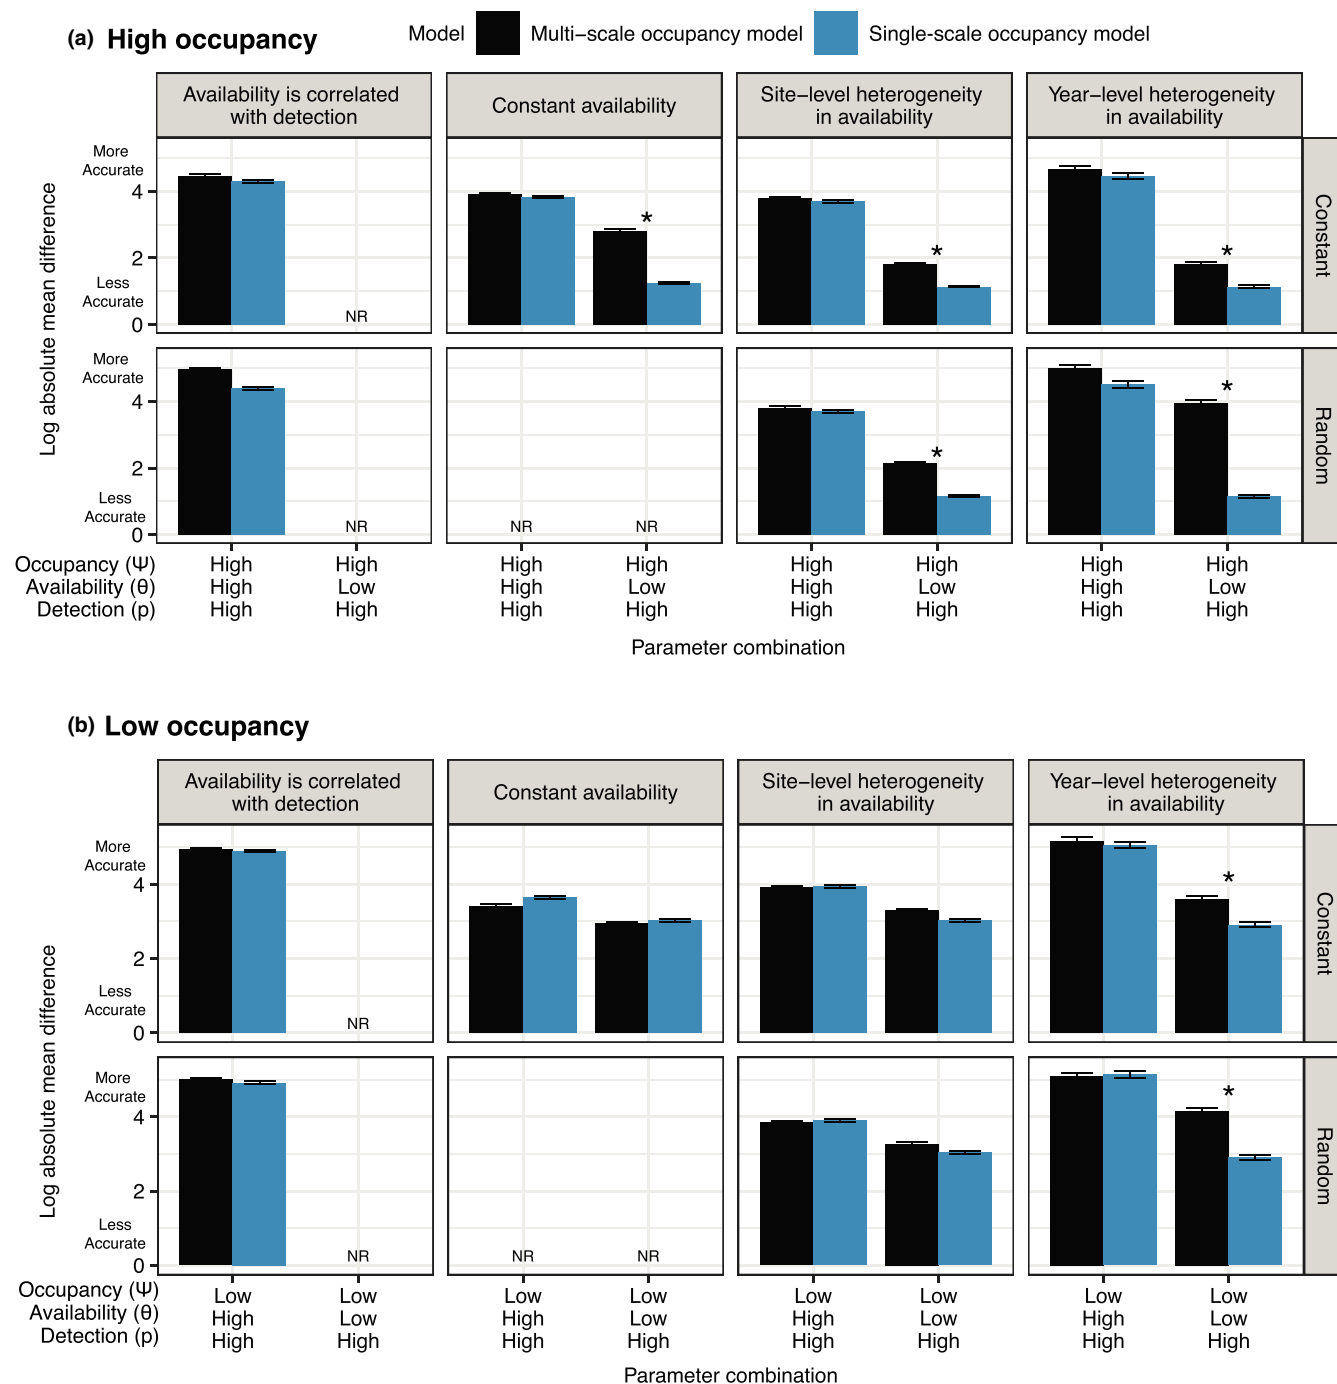 (a) High occupancy
Model Multi−scale occupancy model Single-scale occupancy model
Availability is correlated
with detection
Constant availability
Site−level heterogeneity
in availability
Year−level heterogeneity
in availability
Log absolute mean difference
More
Accurate
4
2
Less
Accurate
0
NR
*
*
*
Constant
Log absolute mean difference
More
Accurate
4
2
Less
Accurate
0
NR
NR
NR
*
*
Random
Occupancy (Ψ) High High High High High High High High
Availability (θ) High Low High Low High Low High Low
Detection (p) High High High High High High High High
Parameter combination
(b) Low occupancy
Availability is correlated
with detection
Constant availability
Site−level heterogeneity
in availability
Year−level heterogeneity
in availability
Log absolute mean difference
More
Accurate
4
2
Less
Accurate
0
NR
*
Constant
More
Accurate
4
2
Less
Accurate
0
NR
NR
NR
*
Random
Occupancy (Ψ) Low Low Low Low Low Low Low Low
Availability (θ) High Low High Low High Low High Low
Detection (p) High High High High High High High High
Parameter combination